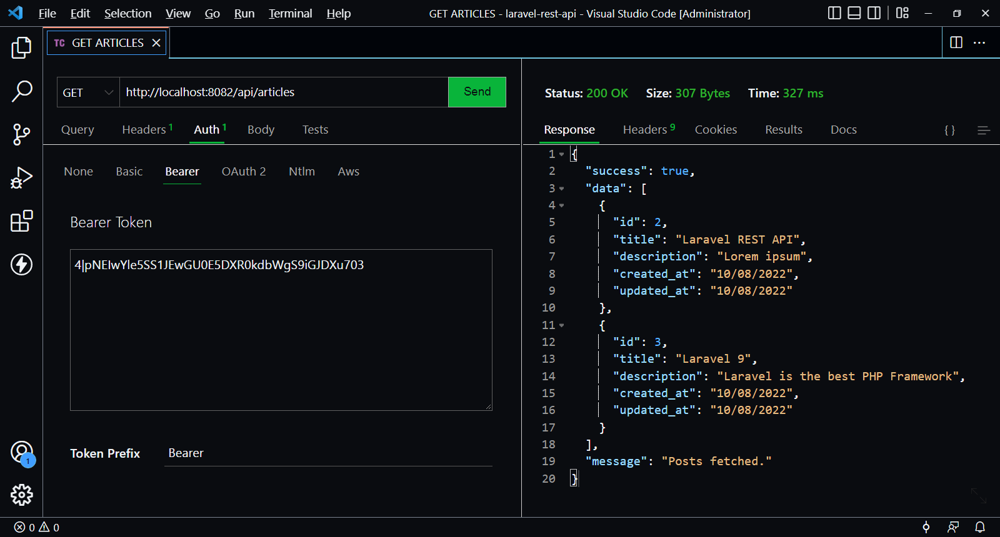 File Edit Selection View Go Run Terminal Help GET ARTICLES - laravel-rest-api - Visual Studio Code [Administrator]
TC GET ARTICLES
GET http://localhost:8082/api/articles Send
Query Headers 1 Auth 1 Body Tests
None Basic Bearer OAuth 2 Ntlm Aws
Bearer Token
4|pNEIwYle5SS1JEwGU0E5DXR0kdbWgS9iGJDXu703
Token Prefix Bearer
Status: 200 OK Size: 307 Bytes Time: 327 ms
Response Headers 9 Cookies Results Docs { }
1 {
2 "success": true,
3 "data": [
4 {
5 "id": 2,
6 "title": "Laravel REST API",
7 "description": "Lorem ipsum",
8 "created_at": "10/08/2022",
9 "updated_at": "10/08/2022"
10 },
11 {
12 "id": 3,
13 "title": "Laravel 9",
14 "description": "Laravel is the best PHP Framework",
15 "created_at": "10/08/2022",
16 "updated_at": "10/08/2022"
17 }
18 ],
19 "message": "Posts fetched."
20 }
1
0 0